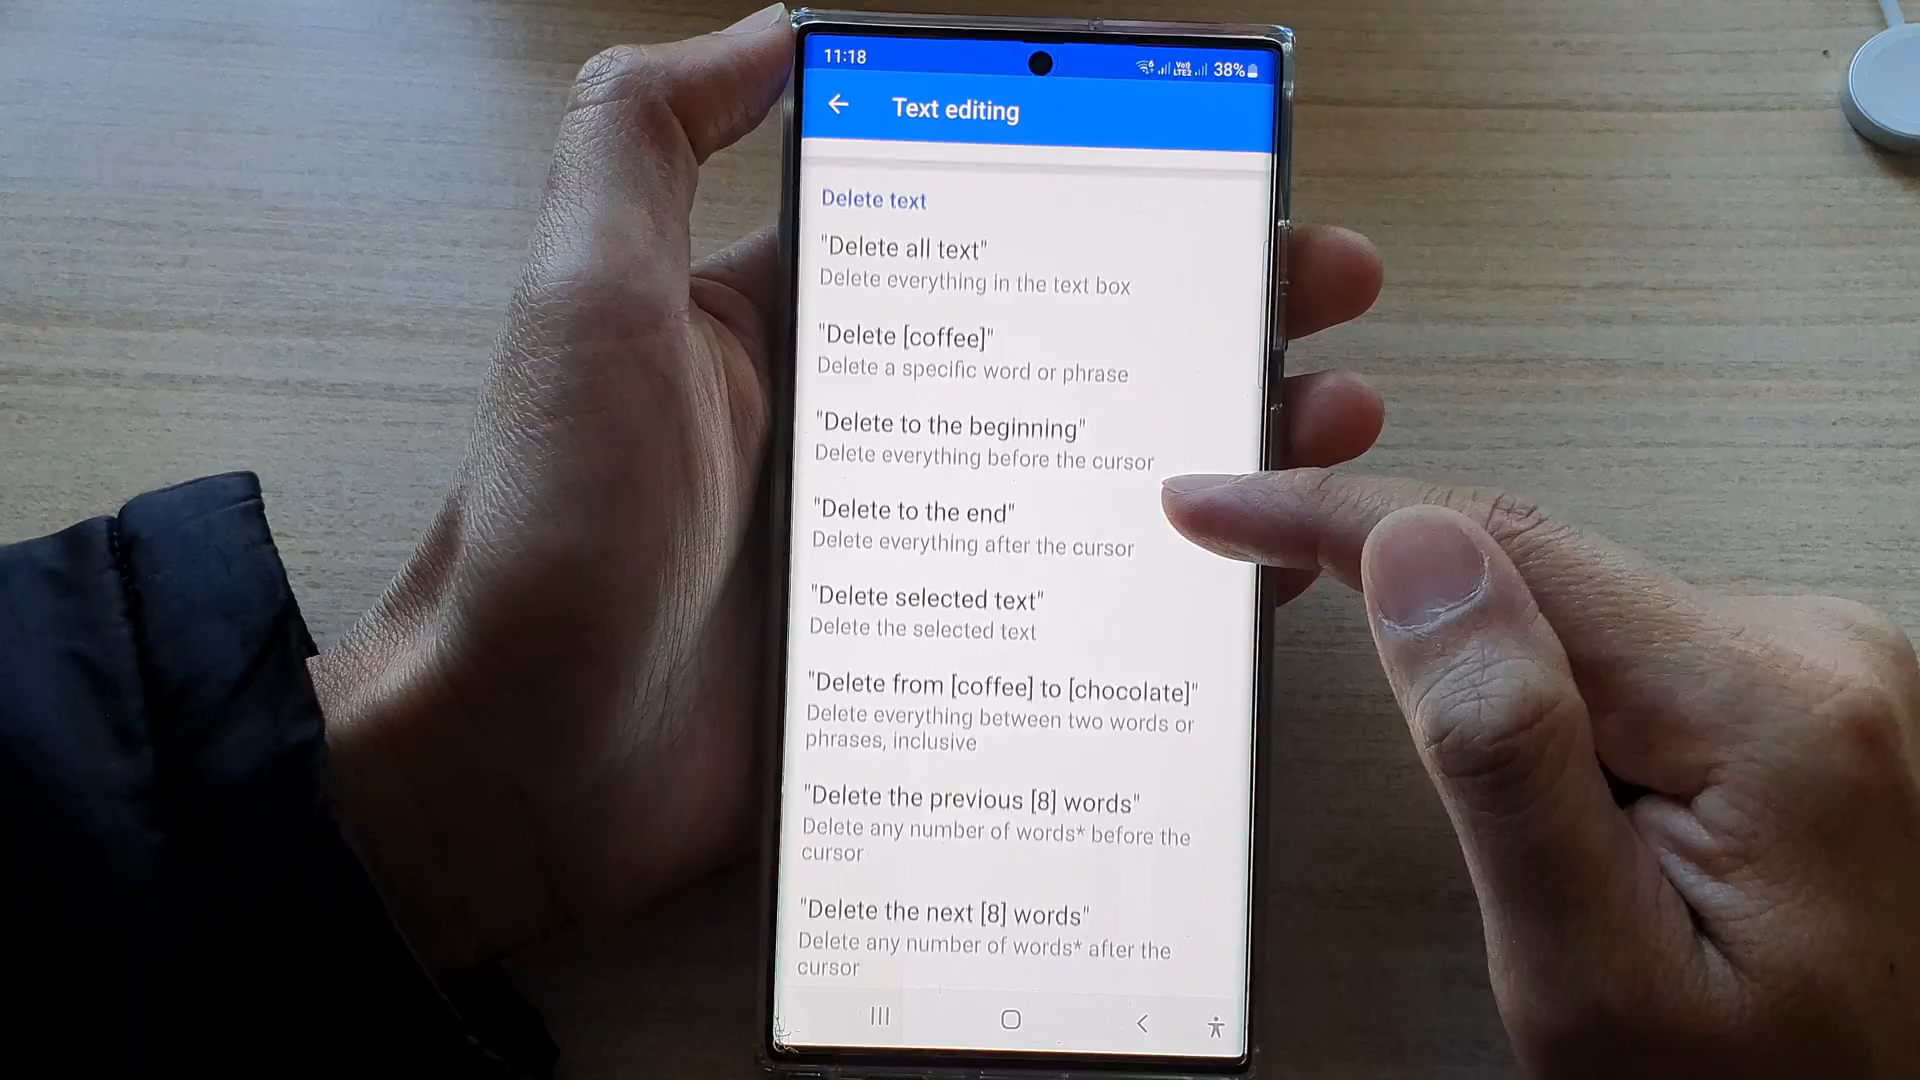 11:18
Vo))
LTE2
38%
Text editing
Delete text
"Delete all text"
Delete everything in the text box
"Delete [coffee]"
Delete a specific word or phrase
"Delete to the beginning"
Delete everything before the cursor
"Delete to the end"
Delete everything after the cursor
"Delete selected text"
Delete the selected text
"Delete from [coffee] to [chocolate]"
Delete everything between two words or
phrases, inclusive
"Delete the previous [8] words"
Delete any number of words* before the
cursor
"Delete the next [8] words"
Delete any number of words* after the
cursor